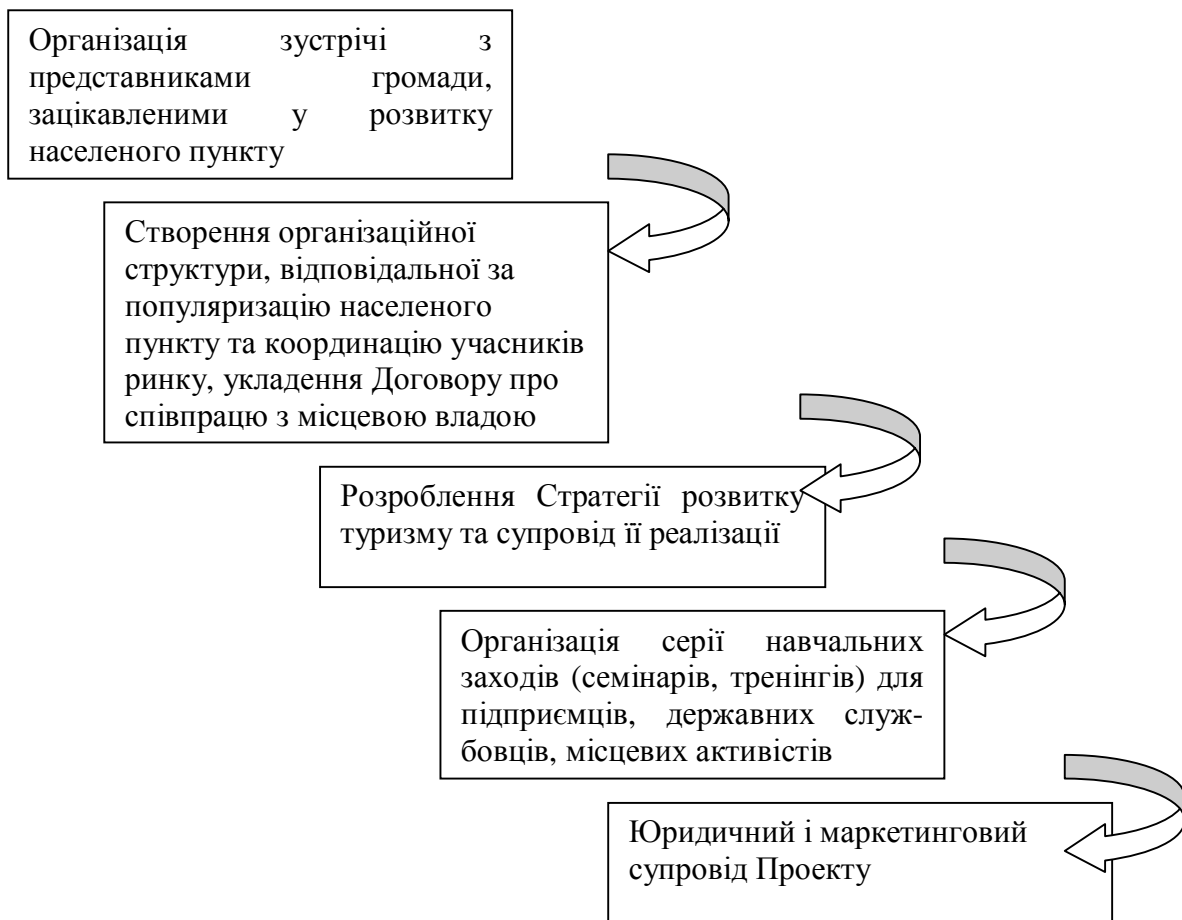 Організація зустрічі з
представниками громади,
зацікавленими у розвитку
населеного пункту
Створення організаційної
структури, відповідальної за
популяризацію населеного
пункту та координацію учасників
ринку, укладення Договору про
співпрацю з місцевою владою
Розроблення Стратегії розвитку
туризму та супровід її реалізації
Організація серії навчальних
заходів (семінарів, тренінгів) для
підприємців, державних служ-
бовців, місцевих активістів
Юридичний і маркетинговий
супровід Проекту